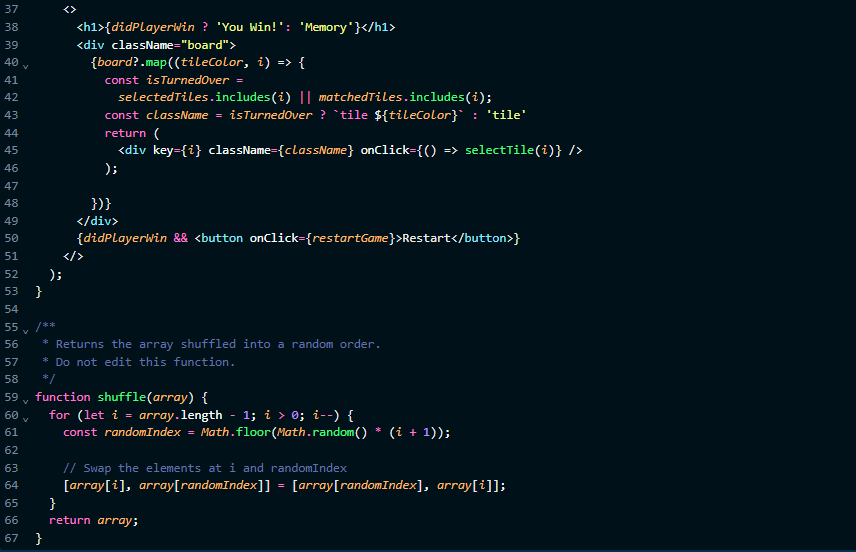 37 <>
38 <h1>{didPlayerWin ? 'You Win!': 'Memory'}</h1>
39 <div className="board">
40 {board?.map((tileColor, i) => {
41 const isTurnedOver =
42 selectedTiles.includes(i) || matchedTiles.includes(i);
43 const className = isTurnedOver ? `tile ${tileColor}` : 'tile'
44 return (
45 <div key={i} className={className} onClick={() => selectTile(i)} />
46 );
47
48 })}
49 </div>
50 {didPlayerWin && <button onClick={restartGame}>Restart</button>}
51 </>
52 );
53 }
54
55 /**
56 * Returns the array shuffled into a random order.
57 * Do not edit this function.
58 */
59 function shuffle(array) {
60 for (let i = array.length - 1; i > 0; i--) {
61 const randomIndex = Math.floor(Math.random() * (i + 1));
62
63 // Swap the elements at i and randomIndex
64 [array[i], array[randomIndex]] = [array[randomIndex], array[i]];
65 }
66 return array;
67 }